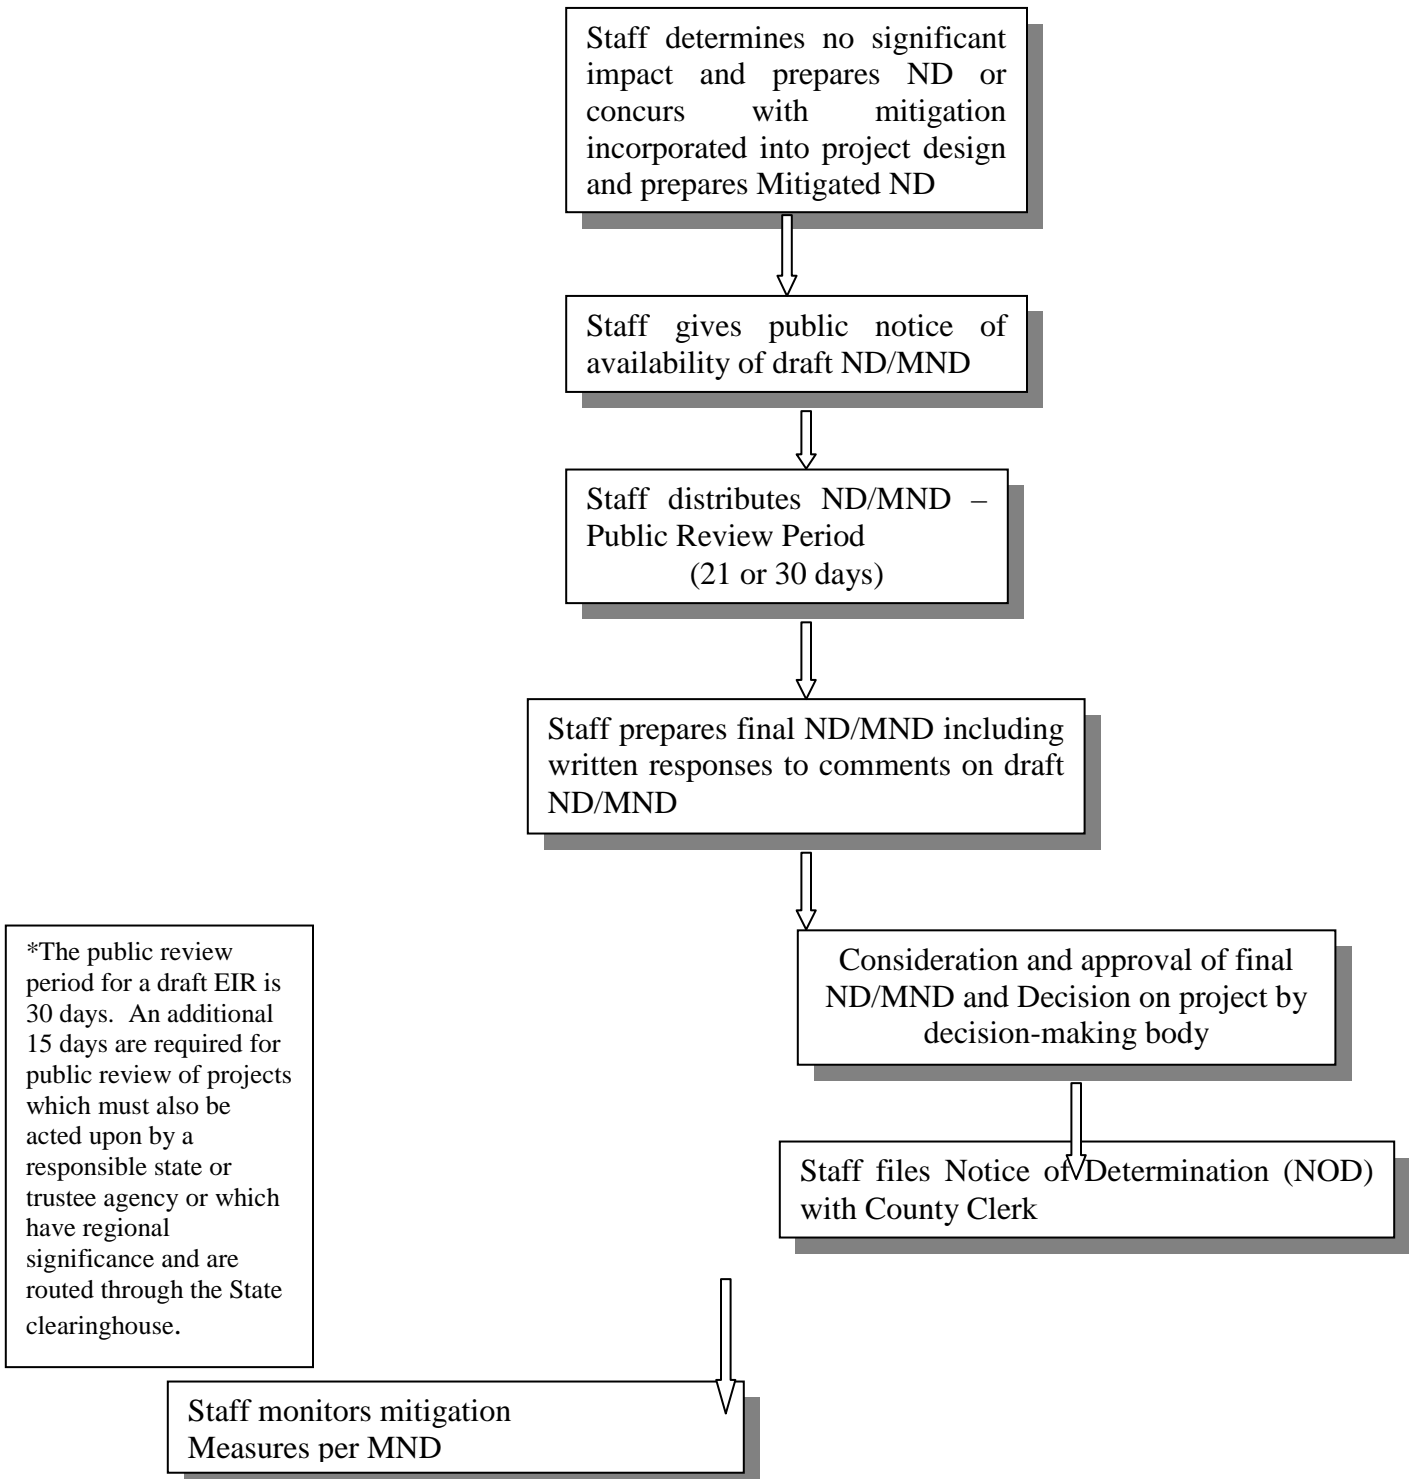 Staff determines no significant
impact and prepares ND or
concurs with mitigation
incorporated into project design
and prepares Mitigated ND
Staff gives public notice of
availability of draft ND/MND
Staff distributes ND/MND –
Public Review Period
(21 or 30 days)
Staff prepares final ND/MND including
written responses to comments on draft
ND/MND
Consideration and approval of final
ND/MND and Decision on project by
decision-making body
Staff files Notice of Determination (NOD)
with County Clerk
*The public review
period for a draft EIR is
30 days. An additional
15 days are required for
public review of projects
which must also be
acted upon by a
responsible state or
trustee agency or which
have regional
significance and are
routed through the State
clearinghouse.
Staff monitors mitigation
Measures per MND